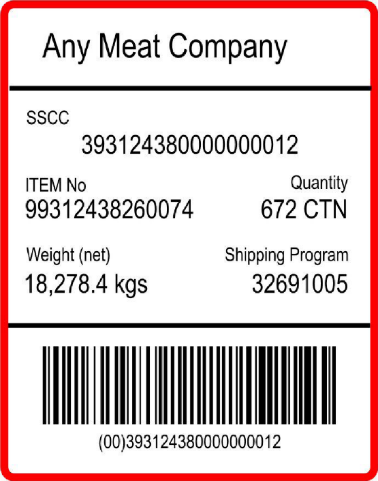 Any Meat Company
SSCC
393124380000000012
ITEM No
Quantity
99312438260074
672 CTN
Weight (net)
Shipping Program
18,278.4 kgs
32691005
(00)393124380000000012